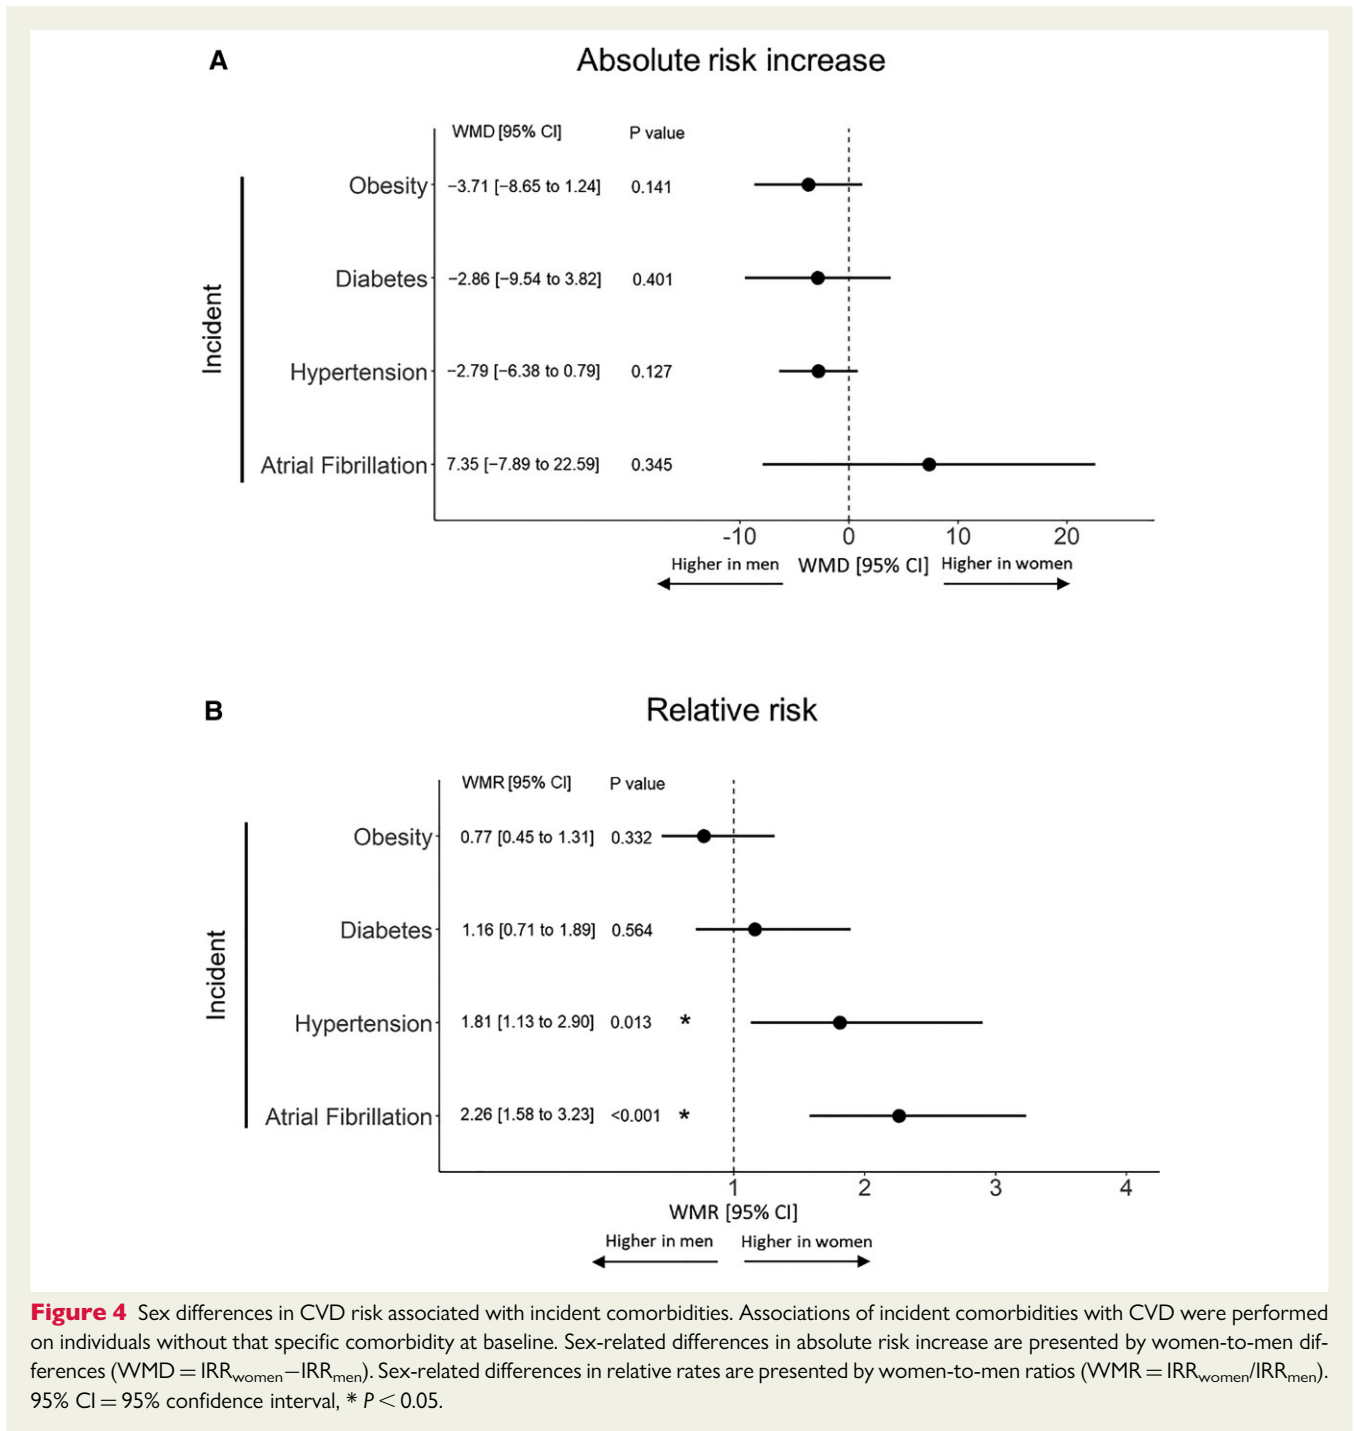 A
Absolute risk increase
WMD [95% CI] P value
Obesity −3.71 [−8.65 to 1.24] 0.141
Diabetes −2.86 [−9.54 to 3.82] 0.401
Incident
Hypertension −2.79 [−6.38 to 0.79] 0.127
Atrial Fibrillation 7.35 [−7.89 to 22.59] 0.345
-10 0 10 20
Higher in men WMD [95% CI] Higher in women
B
Relative risk
WMR [95% CI] P value
Obesity 0.77 [0.45 to 1.31] 0.332
Diabetes 1.16 [0.71 to 1.89] 0.564
Incident
Hypertension 1.81 [1.13 to 2.90] 0.013 *
Atrial Fibrillation 2.26 [1.58 to 3.23] <0.001 *
1 2 3 4
WMR [95% CI]
Higher in men Higher in women
Figure 4 Sex differences in CVD risk associated with incident comorbidities. Associations of incident comorbidities with CVD were performed
on individuals without that specific comorbidity at baseline. Sex-related differences in absolute risk increase are presented by women-to-men dif-
ferences (WMD = IRRwomen−IRRmen). Sex-related differences in relative rates are presented by women-to-men ratios (WMR = IRRwomen/IRRmen).
95% CI = 95% confidence interval, * P < 0.05.